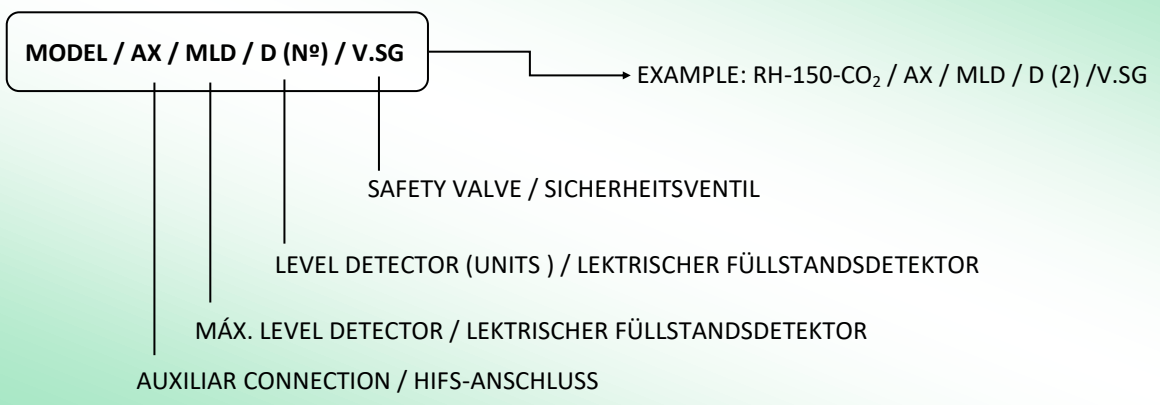 MODEL / AX / MLD / D (Nº) / V.SG
EXAMPLE: RH-150-CO₂ / AX / MLD / D (2) /V.SG
SAFETY VALVE / SICHERHEITSVENTIL
LEVEL DETECTOR (UNITS ) / LEKTRISCHER FÜLLSTANDSDETEKTOR
MÁX. LEVEL DETECTOR / LEKTRISCHER FÜLLSTANDSDETEKTOR
AUXILIAR CONNECTION / HIFS-ANSCHLUSS